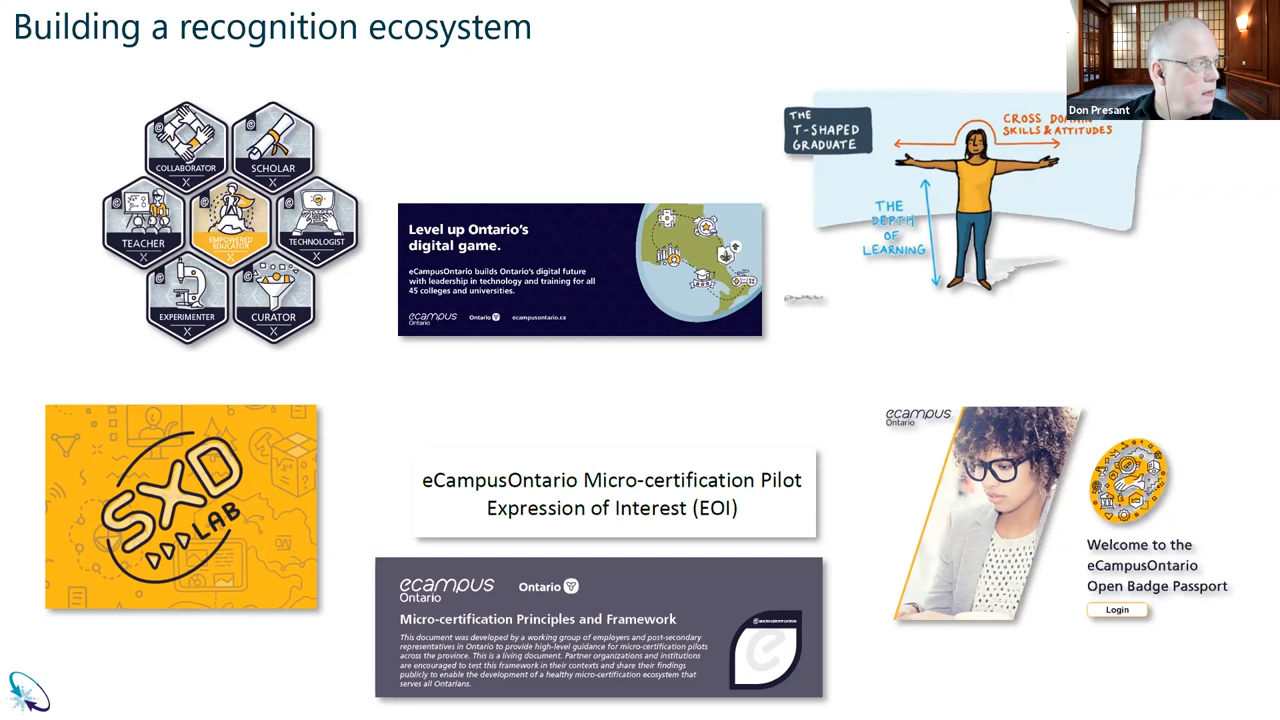 Building a recognition ecosystem
Don Presant
COLLABORATOR
X
SCHOLAR
X
TEACHER
X
EMPOWERED
EDUCATOR
X
TECHNOLOGIST
X
EXPERIMENTER
X
CURATOR
X
Level up Ontario's
digital game.
eCampusOntario builds Ontario's digital future
with leadership in technology and training for all
45 colleges and universities.
ecampus
Ontario
Ontario
ecampusontario.ca
THE
T-SHAPED
GRADUATE
CROSS DOMAIN
SKILLS & ATTITUDES
THE
DEPTH
OF
LEARNING
SXD
LAB
eCampusOntario Micro-certification Pilot
Expression of Interest (EOI)
ecampus
Ontario
Ontario
Micro-certification Principles and Framework
This document was developed by a working group of employers and post-secondary
representatives in Ontario to provide high-level guidance for micro-certification pilots
across the province. This is a living document. Partner organizations and institutions
are encouraged to test this framework in their contexts and share their findings
publicly to enable the development of a healthy micro-certification ecosystem that
serves all Ontarians.
MICROCERTIFICATION
ecampus
Ontario
Welcome to the
eCampusOntario
Open Badge Passport
Login